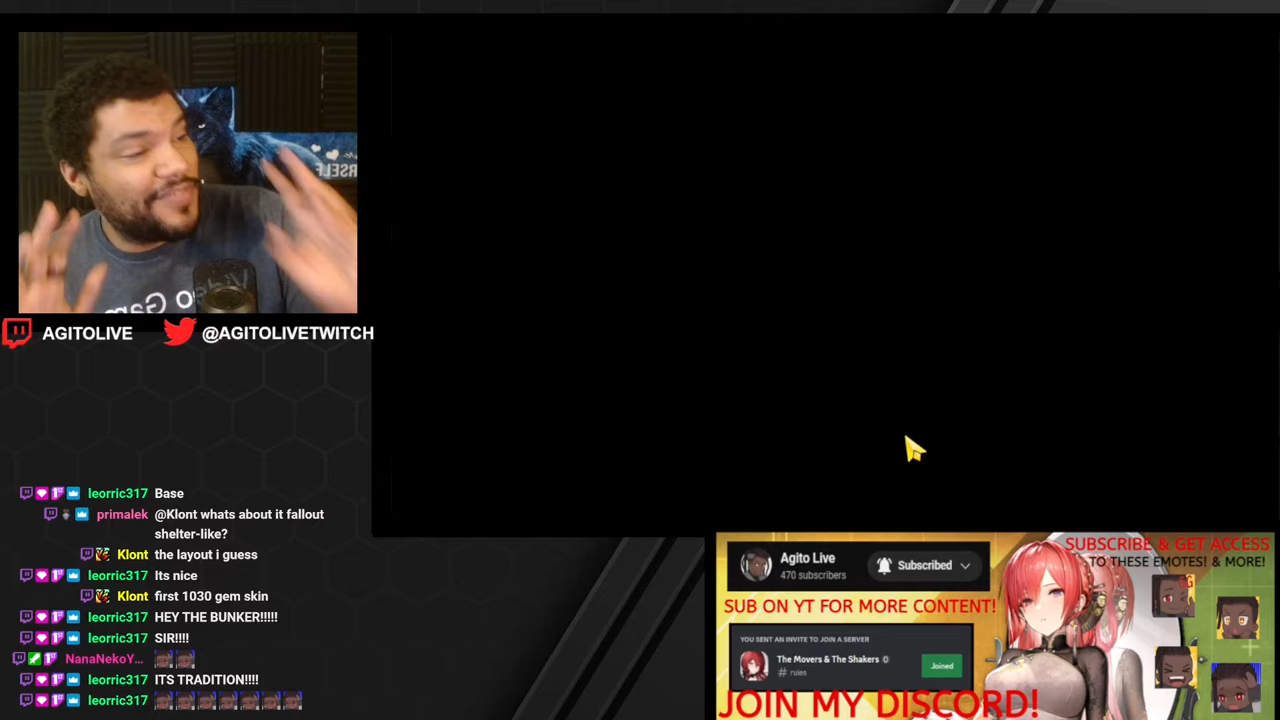 AGITOLIVE
@AGITOLIVETWITCH
leorric317 Base
primalek @Klont whats about it fallout
shelter-like?
Klont the layout i guess
leorric317 Its nice
Klont first 1030 gem skin
leorric317 HEY THE BUNKER!!!!!
leorric317 SIR!!!!
NanaNekoY...
leorric317 ITS TRADITION!!!!
leorric317
Agito Live
470 subscribers
Subscribed
SUB ON YT FOR MORE CONTENT!
YOU SENT AN INVITE TO JOIN A SERVER
The Movers & The Shakers
# rules
Joined
JOIN MY DISCORD!
SUBSCRIBE & GET ACCESS
TO THESE EMOTES! & MORE!